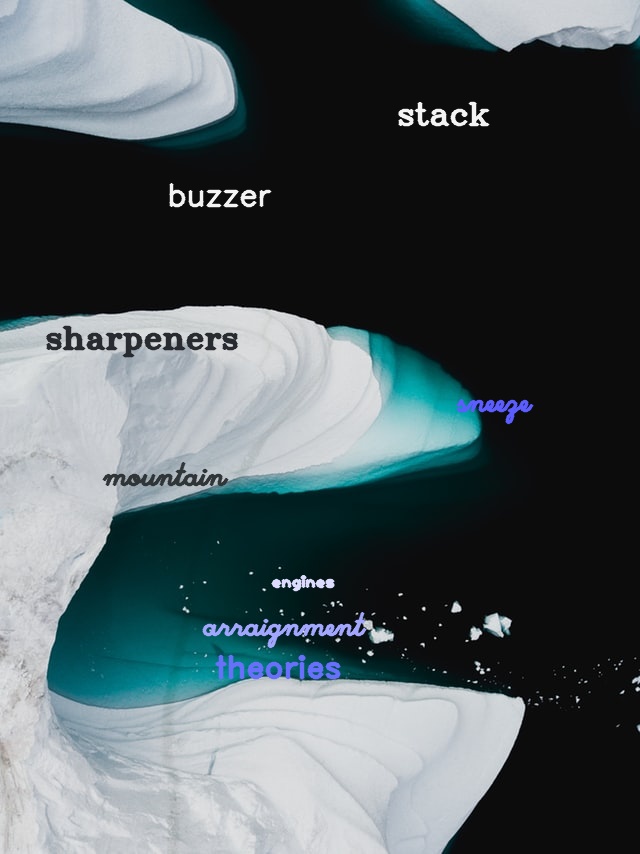 stack
buzzer
sharpeners
sneeze
mountain
engines
arraignment
theories